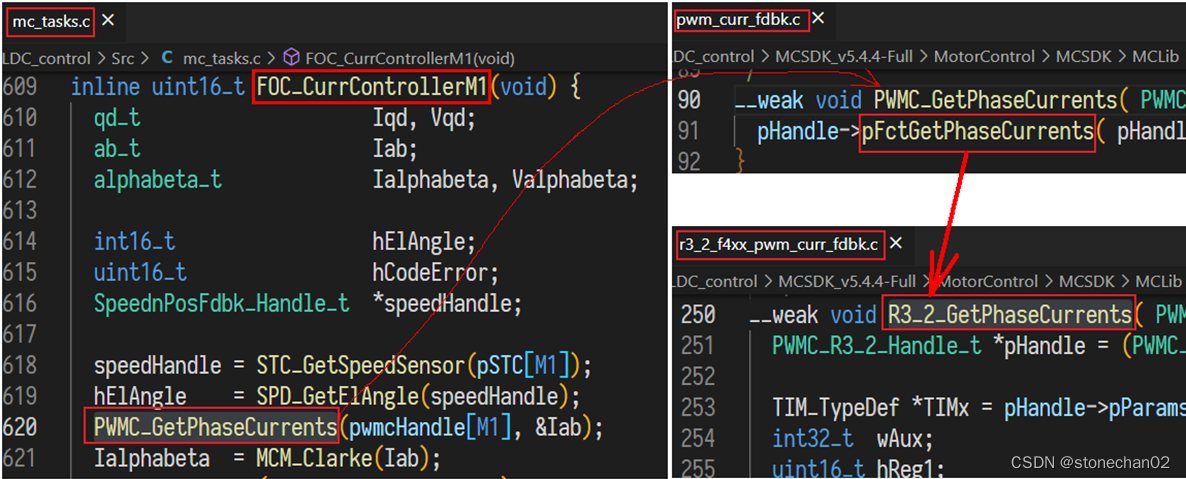 mc_tasks.c ×
LDC_control > Src > C mc_tasks.c > FOC_CurrControllerM1(void)
609 inline uint16_t FOC_CurrControllerM1(void) {
610 qd_t Iqd, Vqd;
611 ab_t Iab;
612 alphabeta_t Ialphabeta, Valphabeta;
613
614 int16_t hElAngle;
615 uint16_t hCodeError;
616 SpeednPosFdbk_Handle_t *speedHandle;
617
618 speedHandle = STC_GetSpeedSensor(pSTC[M1]);
619 hElAngle = SPD_GetElAngle(speedHandle);
620 PWMC_GetPhaseCurrents(pwmcHandle[M1], &Iab);
621 Ialphabeta = MCM_Clarke(Iab);
pwm_curr_fdbk.c ×
LDC_control > MCSDK_v5.4.4-Full > MotorControl > MCSDK > MCLib
89 /
90 __weak void PWMC_GetPhaseCurrents( PWMC
91 pHandle->pFctGetPhaseCurrents( pHandl
92 }
r3_2_f4xx_pwm_curr_fdbk.c ×
LDC_control > MCSDK_v5.4.4-Full > MotorControl > MCSDK > MCLib
250 __weak void R3_2_GetPhaseCurrents( PWM
251 PWMC_R3_2_Handle_t *pHandle = (PWMC_
252
253 TIM_TypeDef *TIMx = pHandle->pParams
254 int32_t wAux;
255 uint16_t hReg1;
CSDN @stonechan02